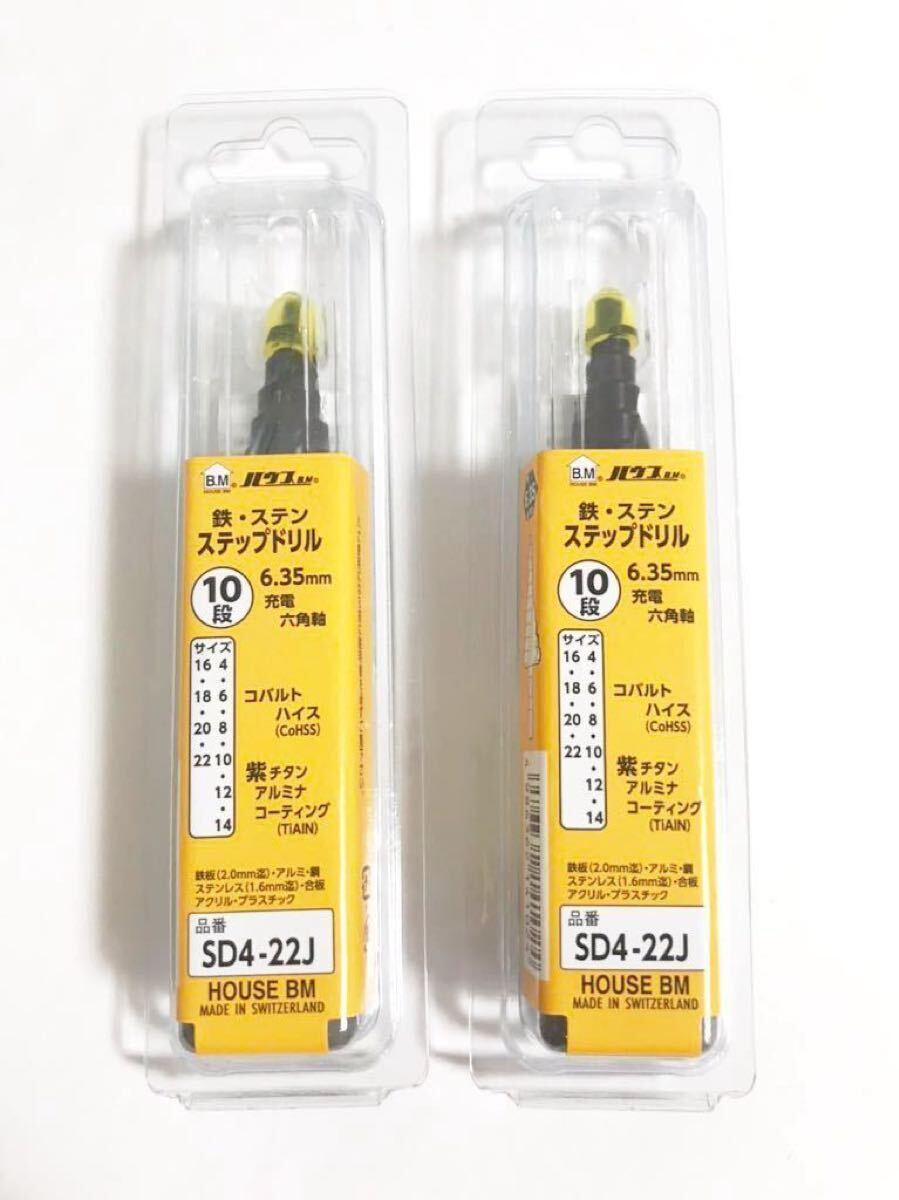 B.M
HOUSE BM
ハウスB.M
鉄・ステン
ステップドリル
10段
6.35mm
充電
六角軸
サイズ
16 4
・ ・
18 6
・ ・
20 8
・ ・
22 10
・
12
・
14
コバルト
ハイス
(CoHSS)
紫チタン
アルミナ
コーティング
(TiAlN)
鉄板(2.0mm迄)・アルミ・鋼
ステンレス(1.6mm迄)・合板
アクリル・プラスチック
品番
SD4-22J
HOUSE BM
MADE IN SWITZERLAND
B.M
HOUSE BM
ハウスB.M
鉄・ステン
ステップドリル
10段
6.35mm
充電
六角軸
サイズ
16 4
・ ・
18 6
・ ・
20 8
・ ・
22 10
・
12
・
14
コバルト
ハイス
(CoHSS)
紫チタン
アルミナ
コーティング
(TiAlN)
鉄板(2.0mm迄)・アルミ・鋼
ステンレス(1.6mm迄)・合板
アクリル・プラスチック
品番
SD4-22J
HOUSE BM
MADE IN SWITZERLAND